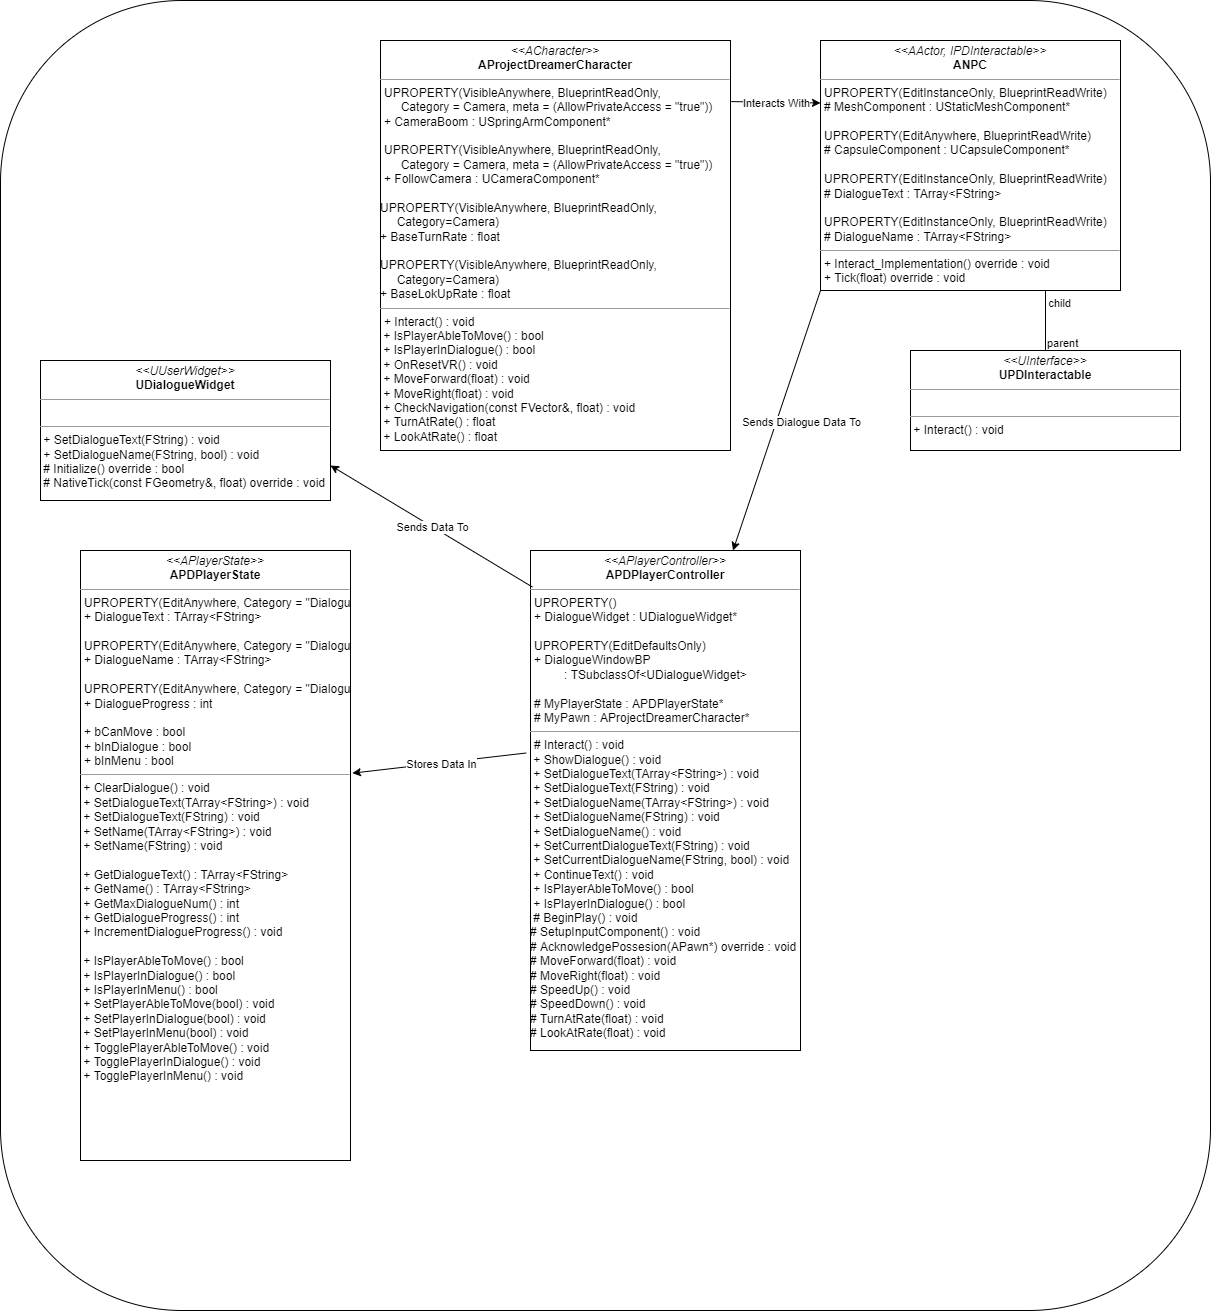 <<ACharacter>>
AProjectDreamerCharacter
UPROPERTY(VisibleAnywhere, BlueprintReadOnly,
Category = Camera, meta = (AllowPrivateAccess = "true"))
+ CameraBoom : USpringArmComponent*
UPROPERTY(VisibleAnywhere, BlueprintReadOnly,
Category = Camera, meta = (AllowPrivateAccess = "true"))
+ FollowCamera : UCameraComponent*
UPROPERTY(VisibleAnywhere, BlueprintReadOnly,
Category=Camera)
+ BaseTurnRate : float
UPROPERTY(VisibleAnywhere, BlueprintReadOnly,
Category=Camera)
+ BaseLokUpRate : float
+ Interact() : void
+ IsPlayerAbleToMove() : bool
+ IsPlayerInDialogue() : bool
+ OnResetVR() : void
+ MoveForward(float) : void
+ MoveRight(float) : void
+ CheckNavigation(const FVector&, float) : void
+ TurnAtRate() : float
+ LookAtRate() : float
Interacts With
<<AActor, IPDInteractable>>
ANPC
UPROPERTY(EditInstanceOnly, BlueprintReadWrite)
# MeshComponent : UStaticMeshComponent*
UPROPERTY(EditAnywhere, BlueprintReadWrite)
# CapsuleComponent : UCapsuleComponent*
UPROPERTY(EditInstanceOnly, BlueprintReadWrite)
# DialogueText : TArray<FString>
UPROPERTY(EditInstanceOnly, BlueprintReadWrite)
# DialogueName : TArray<FString>
+ Interact_Implementation() override : void
+ Tick(float) override : void
child
parent
<<UInterface>>
UPDInteractable
+ Interact() : void
Sends Dialogue Data To
<<UUserWidget>>
UDialogueWidget
+ SetDialogueText(FString) : void
+ SetDialogueName(FString, bool) : void
# Initialize() override : bool
# NativeTick(const FGeometry&, float) override : void
Sends Data To
<<APlayerState>>
APDPlayerState
UPROPERTY(EditAnywhere, Category = "Dialogu
+ DialogueText : TArray<FString>
UPROPERTY(EditAnywhere, Category = "Dialogu
+ DialogueName : TArray<FString>
UPROPERTY(EditAnywhere, Category = "Dialogu
+ DialogueProgress : int
+ bCanMove : bool
+ bInDialogue : bool
+ bInMenu : bool
+ ClearDialogue() : void
+ SetDialogueText(TArray<FString>) : void
+ SetDialogueText(FString) : void
+ SetName(TArray<FString>) : void
+ SetName(FString) : void
+ GetDialogueText() : TArray<FString>
+ GetName() : TArray<FString>
+ GetMaxDialogueNum() : int
+ GetDialogueProgress() : int
+ IncrementDialogueProgress() : void
+ IsPlayerAbleToMove() : bool
+ IsPlayerInDialogue() : bool
+ IsPlayerInMenu() : bool
+ SetPlayerAbleToMove(bool) : void
+ SetPlayerInDialogue(bool) : void
+ SetPlayerInMenu(bool) : void
+ TogglePlayerAbleToMove() : void
+ TogglePlayerInDialogue() : void
+ TogglePlayerInMenu() : void
Stores Data In
<<APlayerController>>
APDPlayerController
UPROPERTY()
+ DialogueWidget : UDialogueWidget*
UPROPERTY(EditDefaultsOnly)
+ DialogueWindowBP
: TSubclassOf<UDialogueWidget>
# MyPlayerState : APDPlayerState*
# MyPawn : AProjectDreamerCharacter*
# Interact() : void
+ ShowDialogue() : void
+ SetDialogueText(TArray<FString>) : void
+ SetDialogueText(FString) : void
+ SetDialogueName(TArray<FString>) : void
+ SetDialogueName(FString) : void
+ SetDialogueName() : void
+ SetCurrentDialogueText(FString) : void
+ SetCurrentDialogueName(FString, bool) : void
+ ContinueText() : void
+ IsPlayerAbleToMove() : bool
+ IsPlayerInDialogue() : bool
# BeginPlay() : void
# SetupInputComponent() : void
# AcknowledgePossesion(APawn*) override : void
# MoveForward(float) : void
# MoveRight(float) : void
# SpeedUp() : void
# SpeedDown() : void
# TurnAtRate(float) : void
# LookAtRate(float) : void